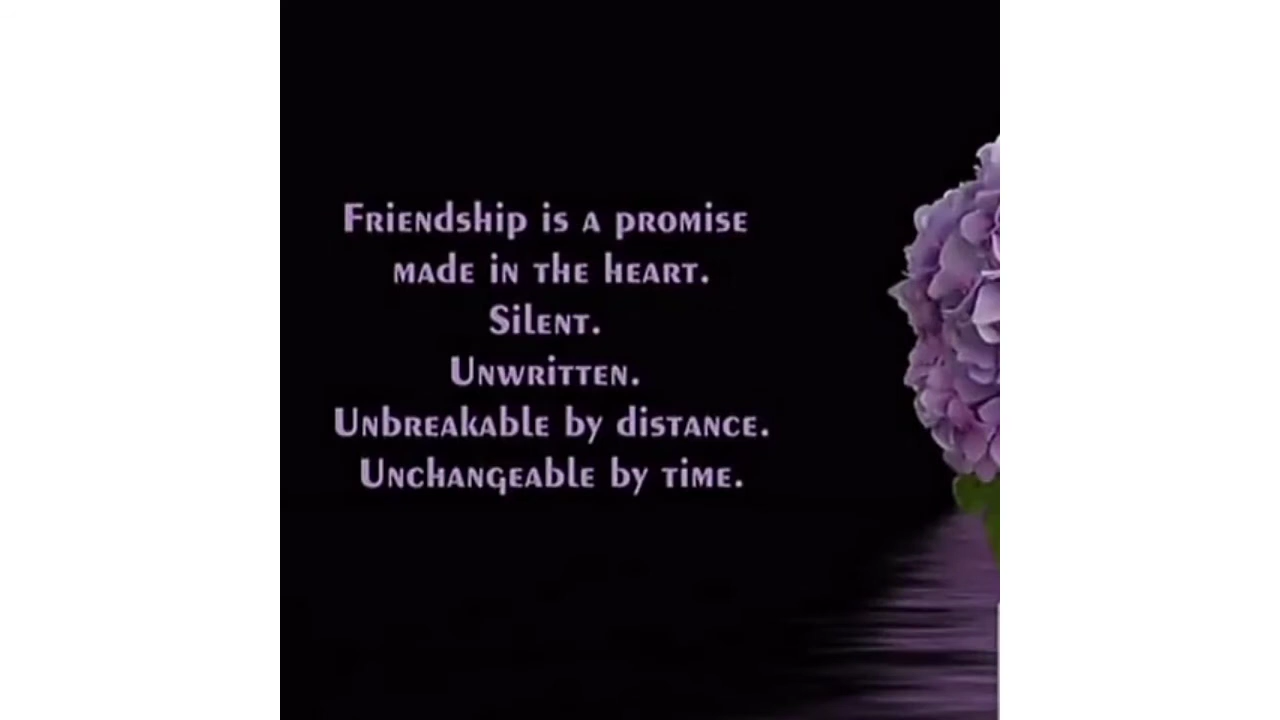 Friendship is a promise
made in the heart.
Silent.
Unwritten.
Unbreakable by distance.
Unchangeable by time.